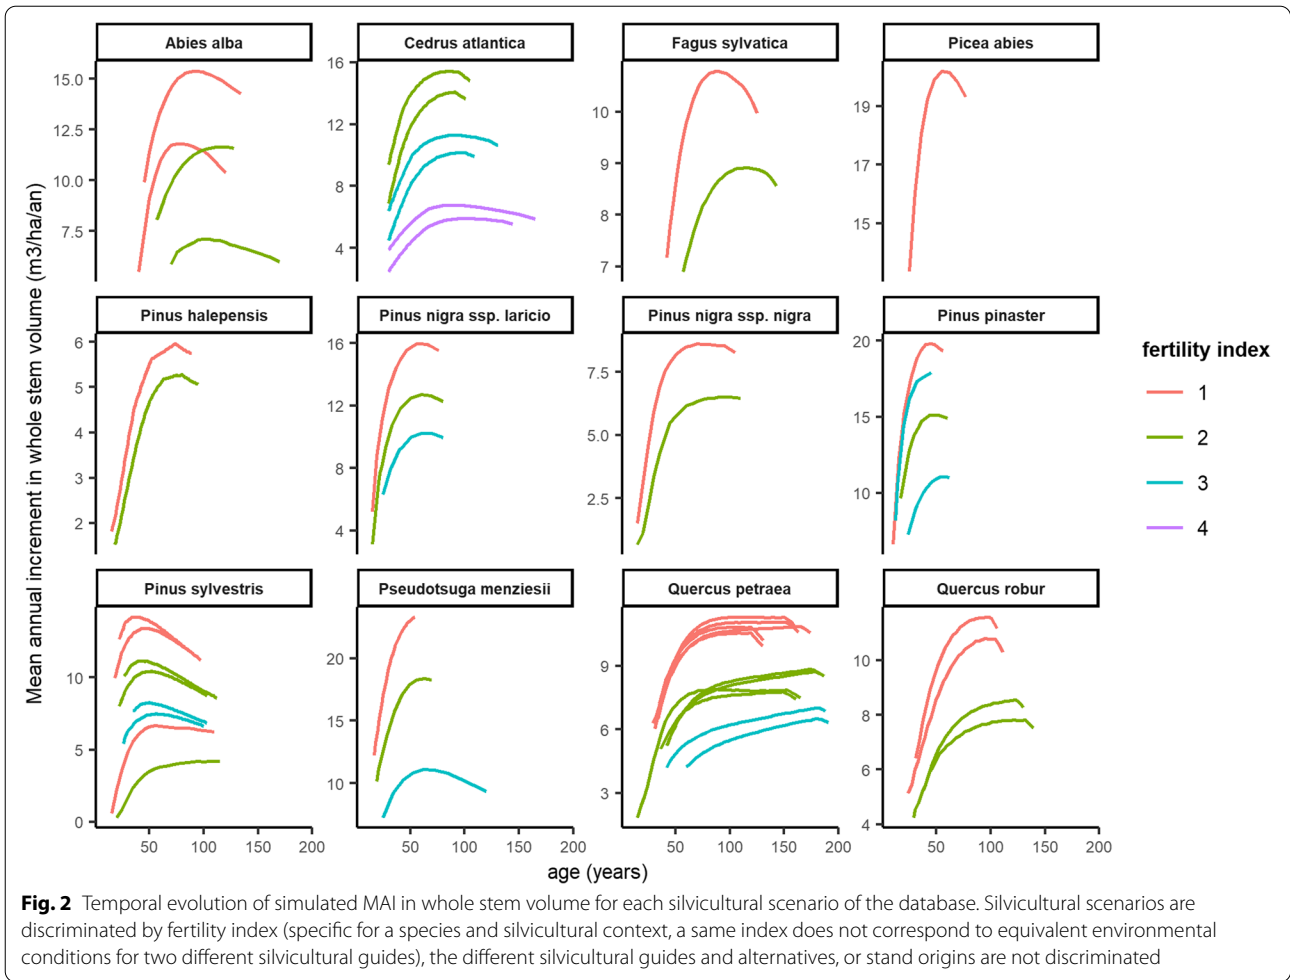 Abies alba
Cedrus atlantica
Fagus sylvatica
Picea abies
15.0
12.5
10.0
7.5
16
12
8
4
10
9
8
7
19
17
15
Pinus halepensis
Pinus nigra ssp. laricio
Pinus nigra ssp. nigra
Pinus pinaster
6
5
4
3
2
16
12
8
4
7.5
5.0
2.5
20
15
10
Pinus sylvestris
Pseudotsuga menziesii
Quercus petraea
Quercus robur
10
5
0
20
15
10
9
6
3
10
8
6
4
50 100 150 200
50 100 150 200
50 100 150 200
50 100 150 200
Mean annual increment in whole stem volume (m3/ha/an)
age (years)
fertility index
1
2
3
4
Fig. 2 Temporal evolution of simulated MAI in whole stem volume for each silvicultural scenario of the database. Silvicultural scenarios are
discriminated by fertility index (specific for a species and silvicultural context, a same index does not correspond to equivalent environmental
conditions for two different silvicultural guides), the different silvicultural guides and alternatives, or stand origins are not discriminated